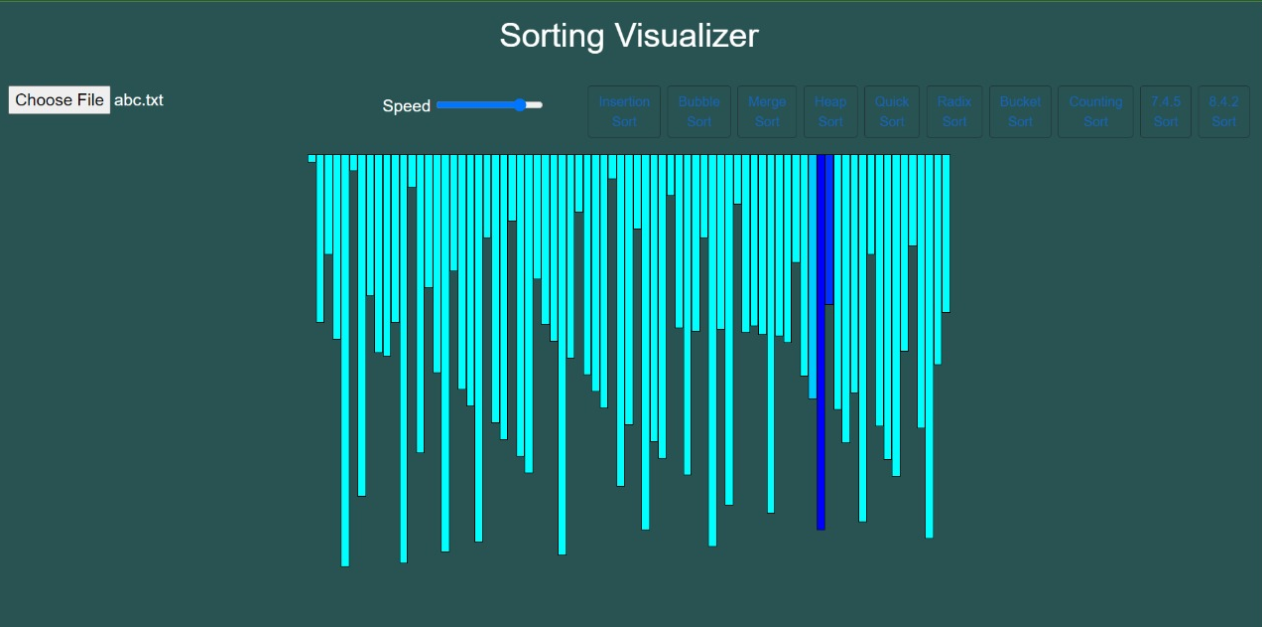 Sorting Visualizer
Choose File abc.txt
Speed
Insertion
Sort
Bubble
Sort
Merge
Sort
Heap
Sort
Quick
Sort
Radix
Sort
Bucket
Sort
Counting
Sort
7.4.5
Sort
8.4.2
Sort